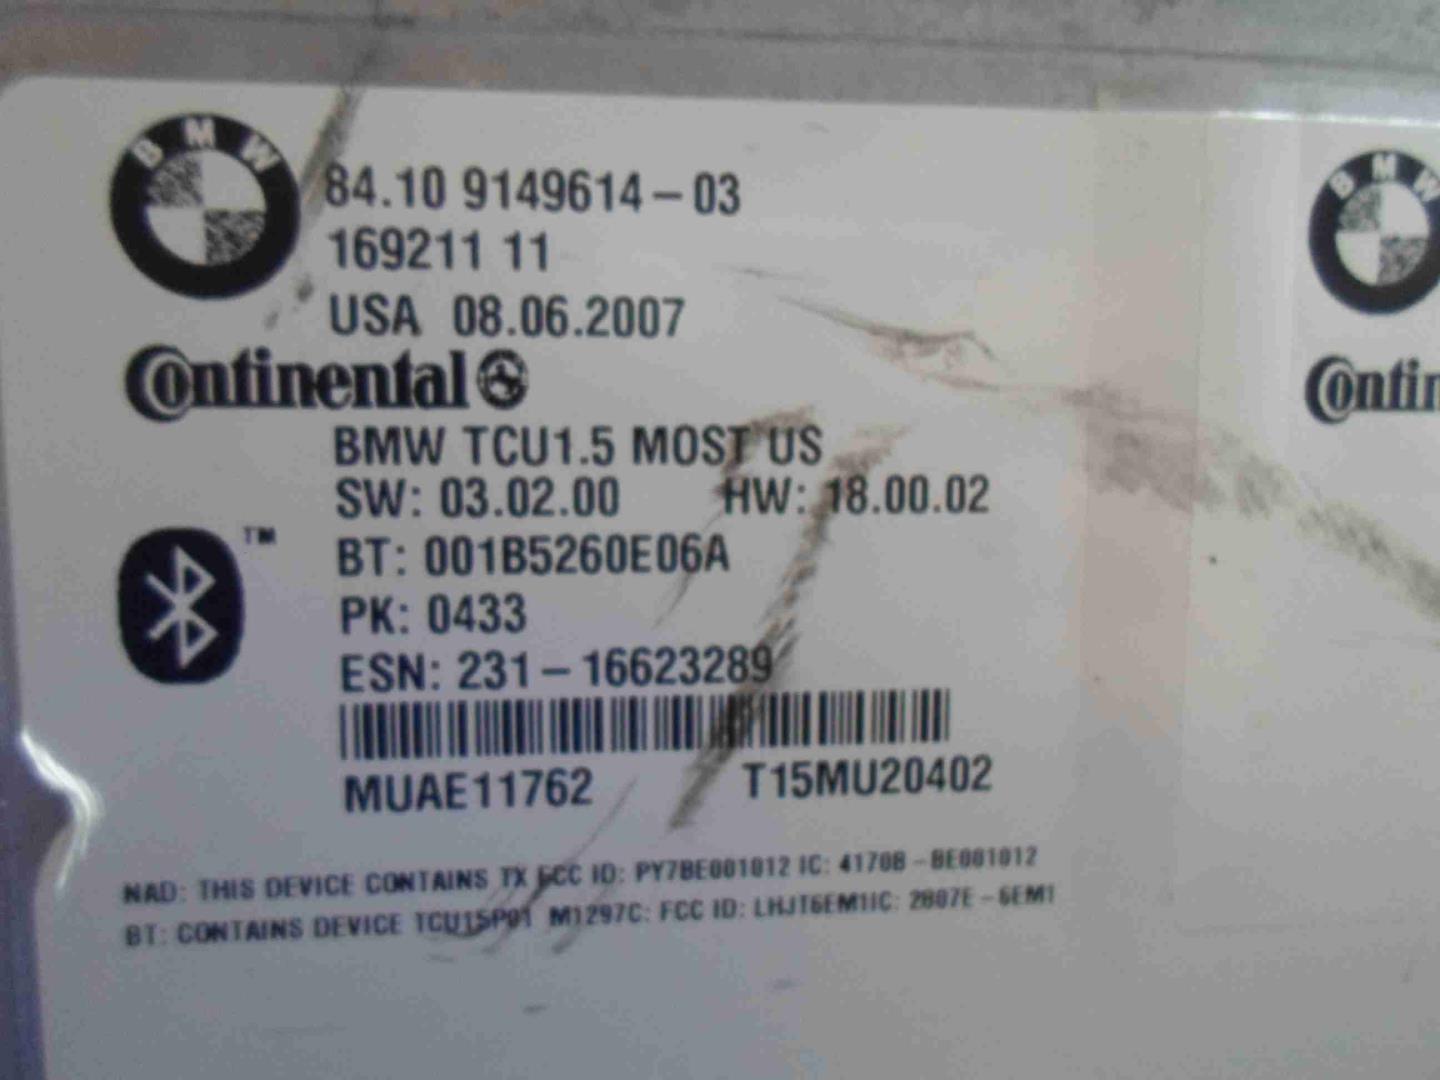 BMW
84.10 9149614-03
169211 11
USA 08.06.2007
Continental
BMW TCU1.5 MOST US
SW: 03.02.00 HW: 18.00.02
BT: 001B5260E06A
TM
PK: 0433
ESN: 231-16623289
MUAE11762 T15MU20402
NAD: THIS DEVICE CONTAINS TX FCC ID: PY7BE001012 IC: 4170B-BE001012
BT: CONTAINS DEVICE TCU15P01 M1297C: FCC ID: LHJT6EM1IC: 2807E-6EM1
BMW
Contin